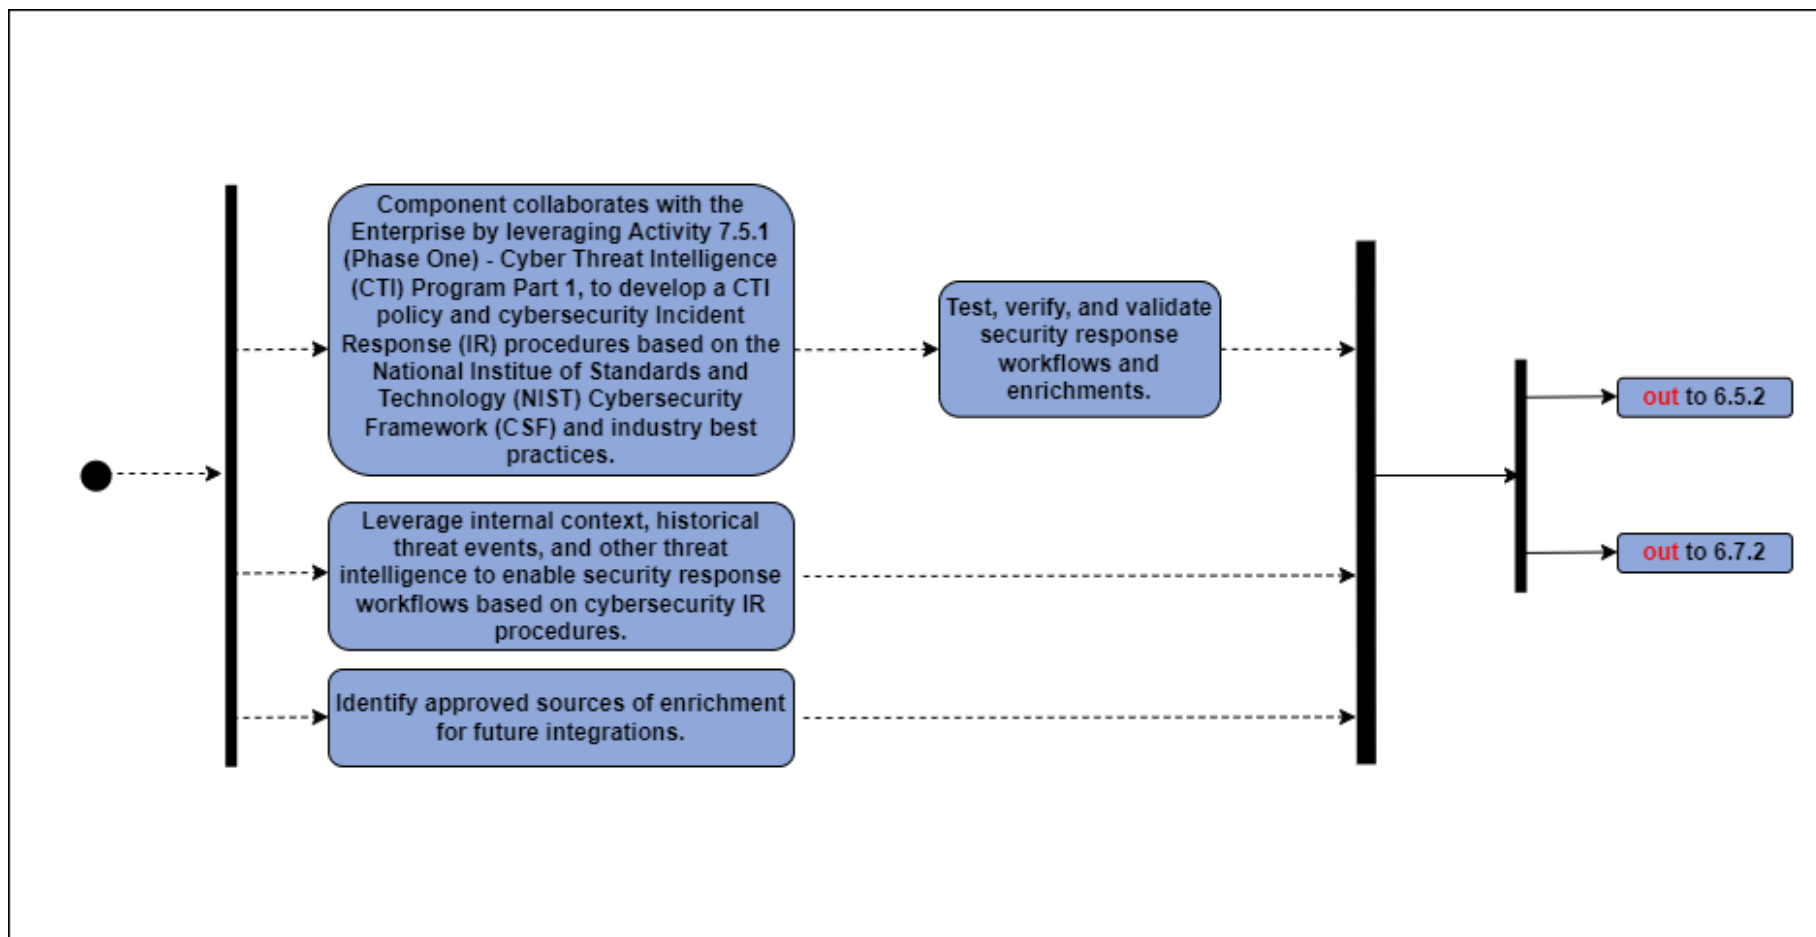 Component collaborates with the
Enterprise by leveraging Activity 7.5.1
(Phase One) - Cyber Threat Intelligence
(CTI) Program Part 1, to develop a CTI
policy and cybersecurity Incident
Response (IR) procedures based on the
National Institue of Standards and
Technology (NIST) Cybersecurity
Framework (CSF) and industry best
practices.
Test, verify, and validate
security response
workflows and
enrichments.
out to 6.5.2
out to 6.7.2
Leverage internal context, historical
threat events, and other threat
intelligence to enable security response
workflows based on cybersecurity IR
procedures.
Identify approved sources of enrichment
for future integrations.